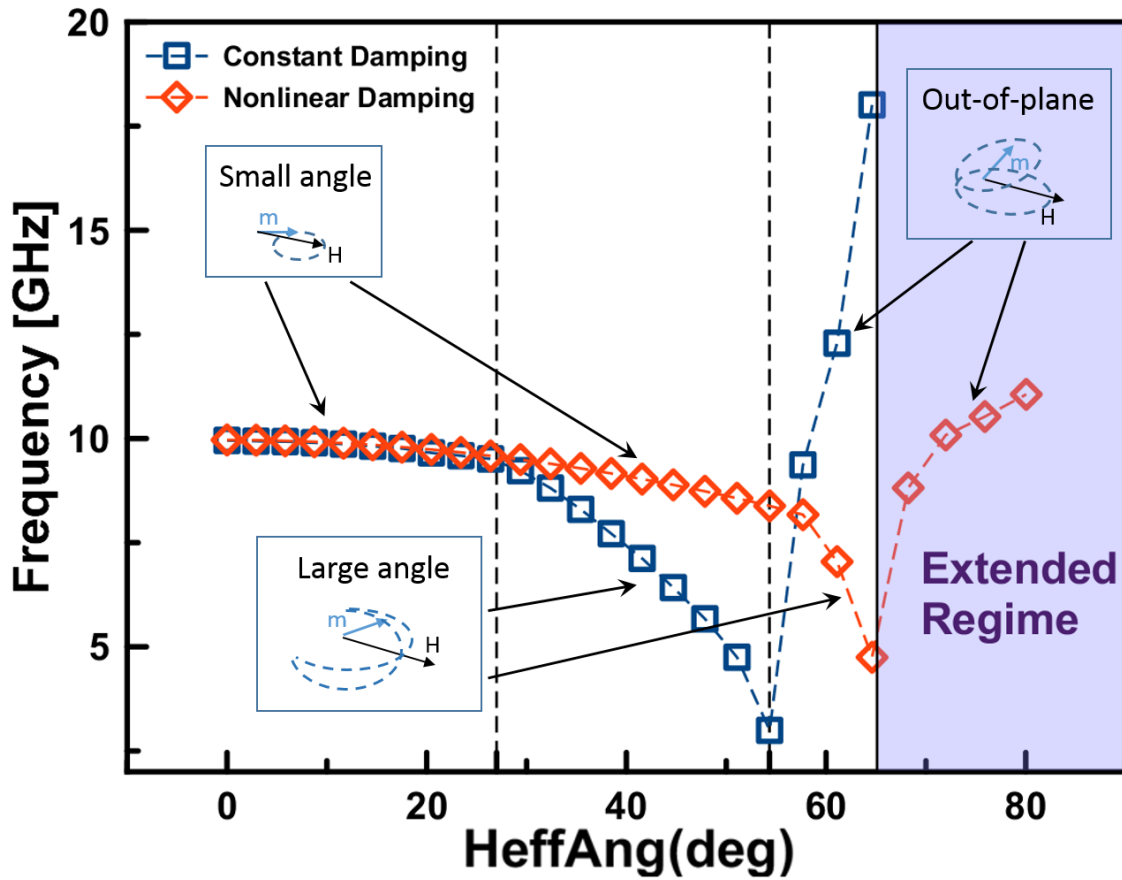 20
15
10
5
Frequency [GHz]
Constant Damping
Nonlinear Damping
Small angle
m
H
Out-of-plane
m
H
Large angle
m
H
Extended
Regime
0 20 40 60 80
HeffAng(deg)